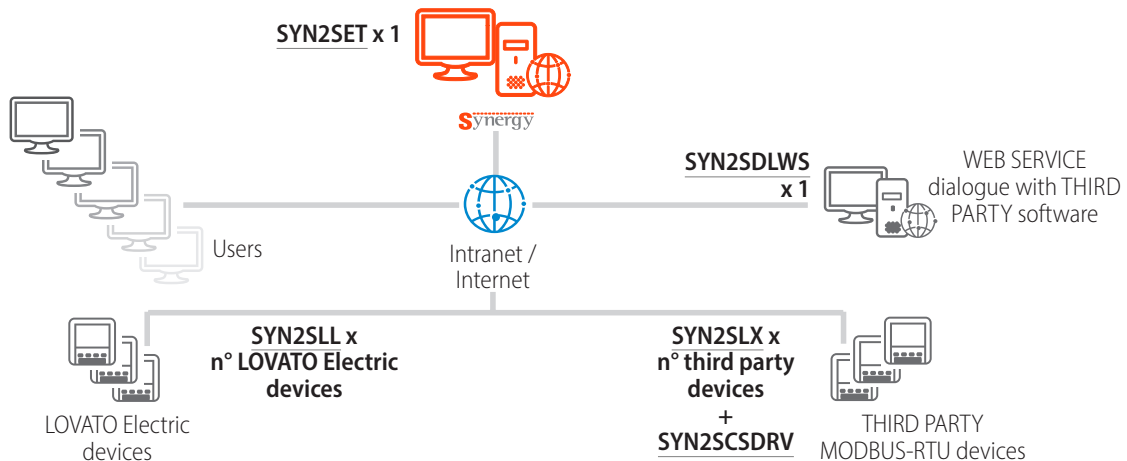 SYN2SET x 1
Synergy
SYN2SDLWS
x 1
WEB SERVICE
dialogue with THIRD
PARTY software
Users
Intranet /
Internet
SYN2SLL x
n° LOVATO Electric
devices
SYN2SLX x
n° third party
devices
+
SYN2SCSDRV
LOVATO Electric
devices
THIRD PARTY
MODBUS-RTU devices